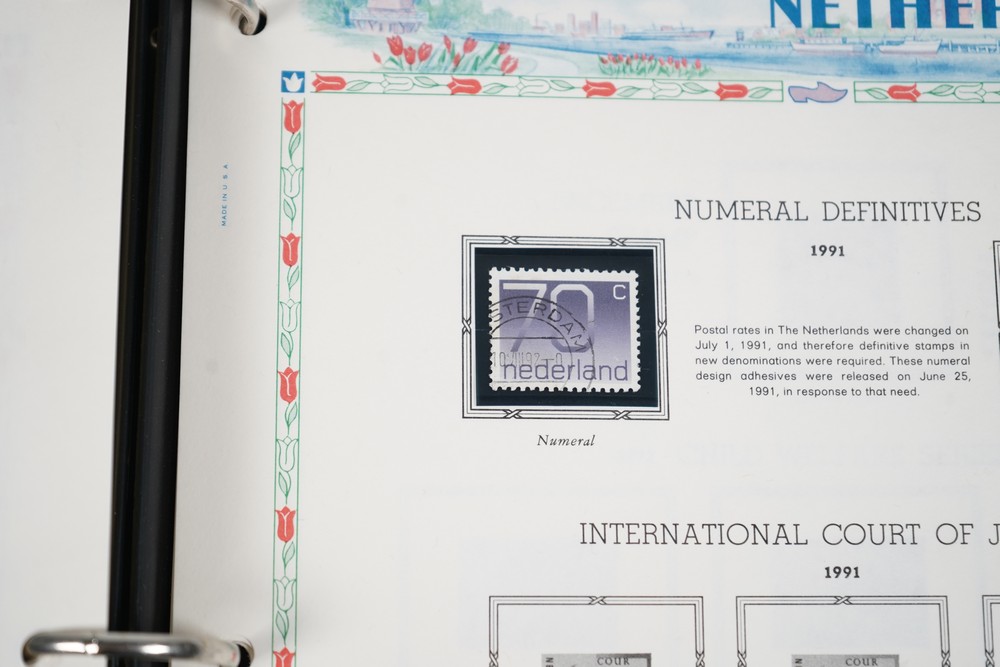 NETHE
MADE IN U.S.A.
NUMERAL DEFINITIVES
1991
70 C
STERDAM
nederland
Numeral
Postal rates in The Netherlands were changed on
July 1, 1991, and therefore definitive stamps in
new denominations were required. These numeral
design adhesives were released on June 25,
1991, in response to that need.
INTERNATIONAL COURT OF J
1991
COUR
COUR